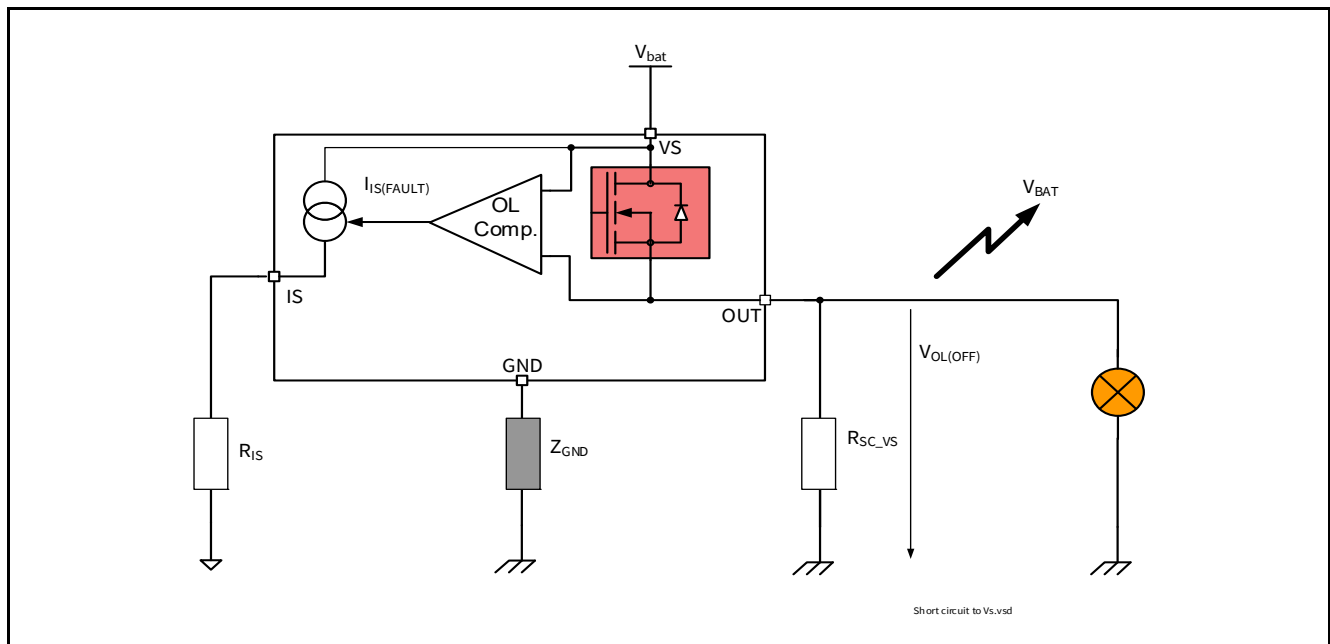 Vbat
VS
IIS(FAULT)
OL
Comp.
VBAT
IS
OUT
VOL(OFF)
GND
RIS
ZGND
RSC_VS
Short circuit to Vs.vsd